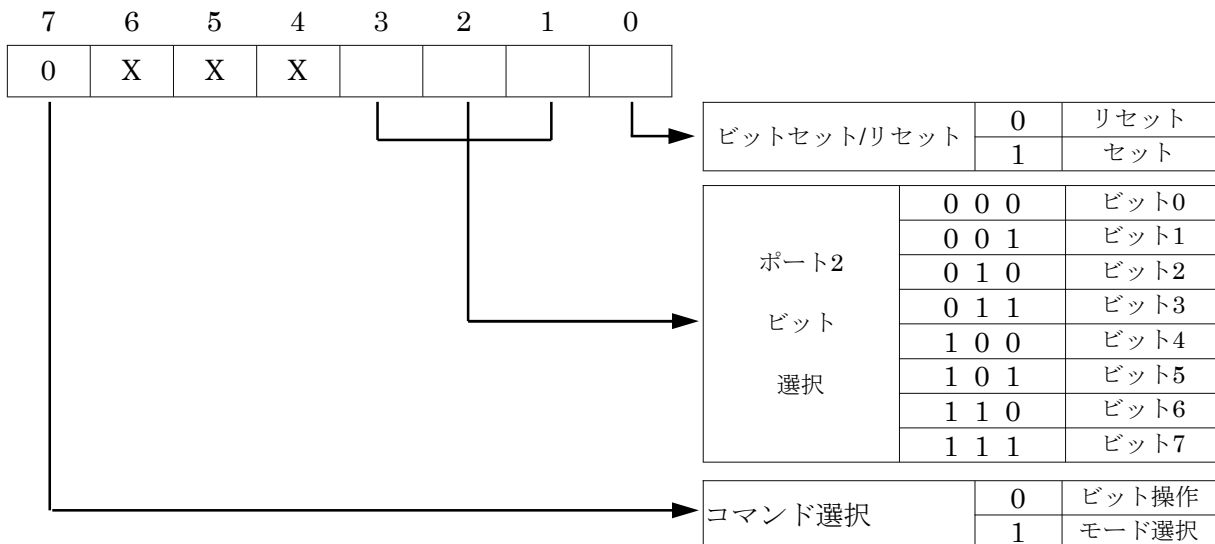 7 6 5 4 3 2 1 0
0 X X X
ビットセット/リセット 0 リセット
1 セット
ポート2
ビット
選択
0 0 0 ビット0
0 0 1 ビット1
0 1 0 ビット2
0 1 1 ビット3
1 0 0 ビット4
1 0 1 ビット5
1 1 0 ビット6
1 1 1 ビット7
コマンド選択 0 ビット操作
1 モード選択